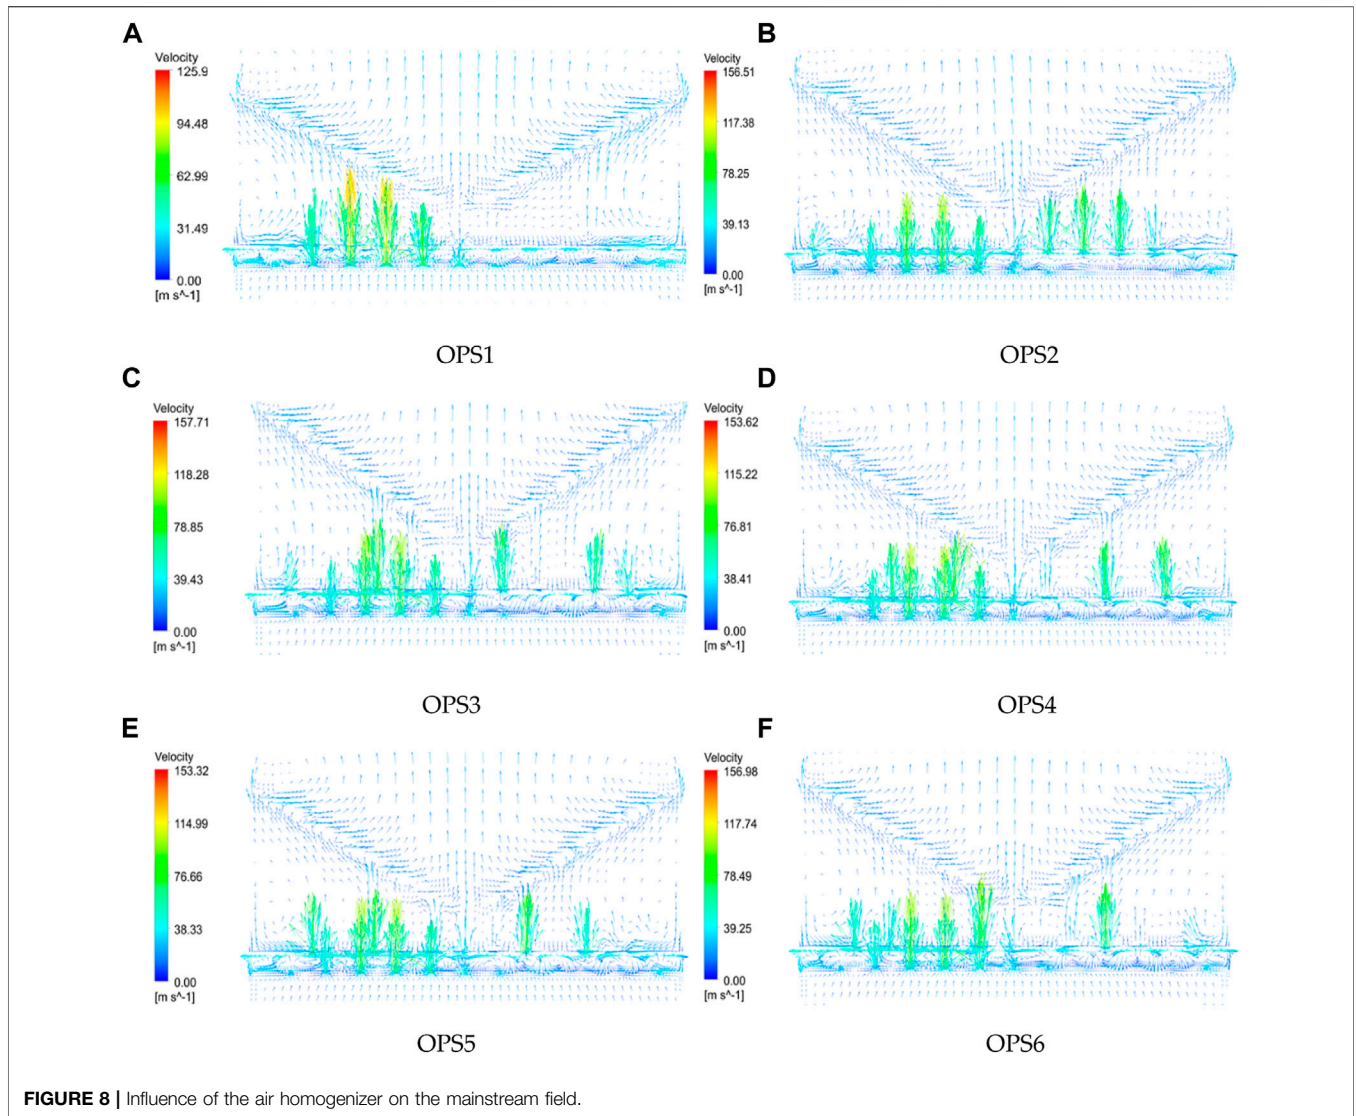 A
Velocity
125.9
94.48
62.99
31.49
0.00
[m s^-1]
OPS1
B
Velocity
156.51
117.38
78.25
39.13
0.00
[m s^-1]
OPS2
C
Velocity
157.71
118.28
78.85
39.43
0.00
[m s^-1]
OPS3
D
Velocity
153.62
115.22
76.81
38.41
0.00
[m s^-1]
OPS4
E
Velocity
153.32
114.99
76.66
38.33
0.00
[m s^-1]
OPS5
F
Velocity
156.98
117.74
78.49
39.25
0.00
[m s^-1]
OPS6
FIGURE 8 | Influence of the air homogenizer on the mainstream field.